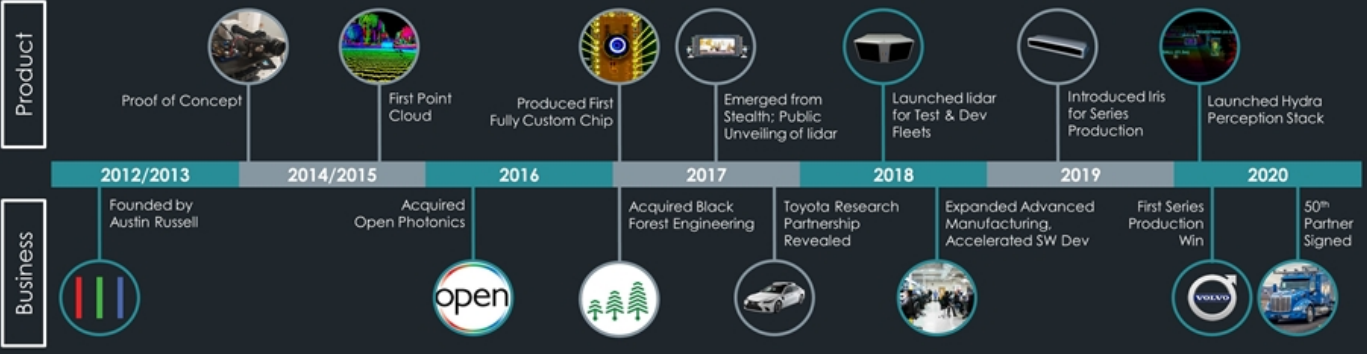 Product
Proof of Concept
First Point
Cloud
Produced First
Fully Custom Chip
Emerged from
Stealth; Public
Unveiling of lidar
Launched lidar
for Test & Dev
Fleets
Introduced Iris
for Series
Production
Launched Hydra
Perception Stack
2012/2013
2014/2015
2016
2017
2018
2019
2020
Business
Founded by
Austin Russell
Acquired
Open Photonics
open
Acquired Black
Forest Engineering
Toyota Research
Partnership
Revealed
Expanded Advanced
Manufacturing,
Accelerated SW Dev
First Series
Production
Win
VOLVO
50th
Partner
Signed